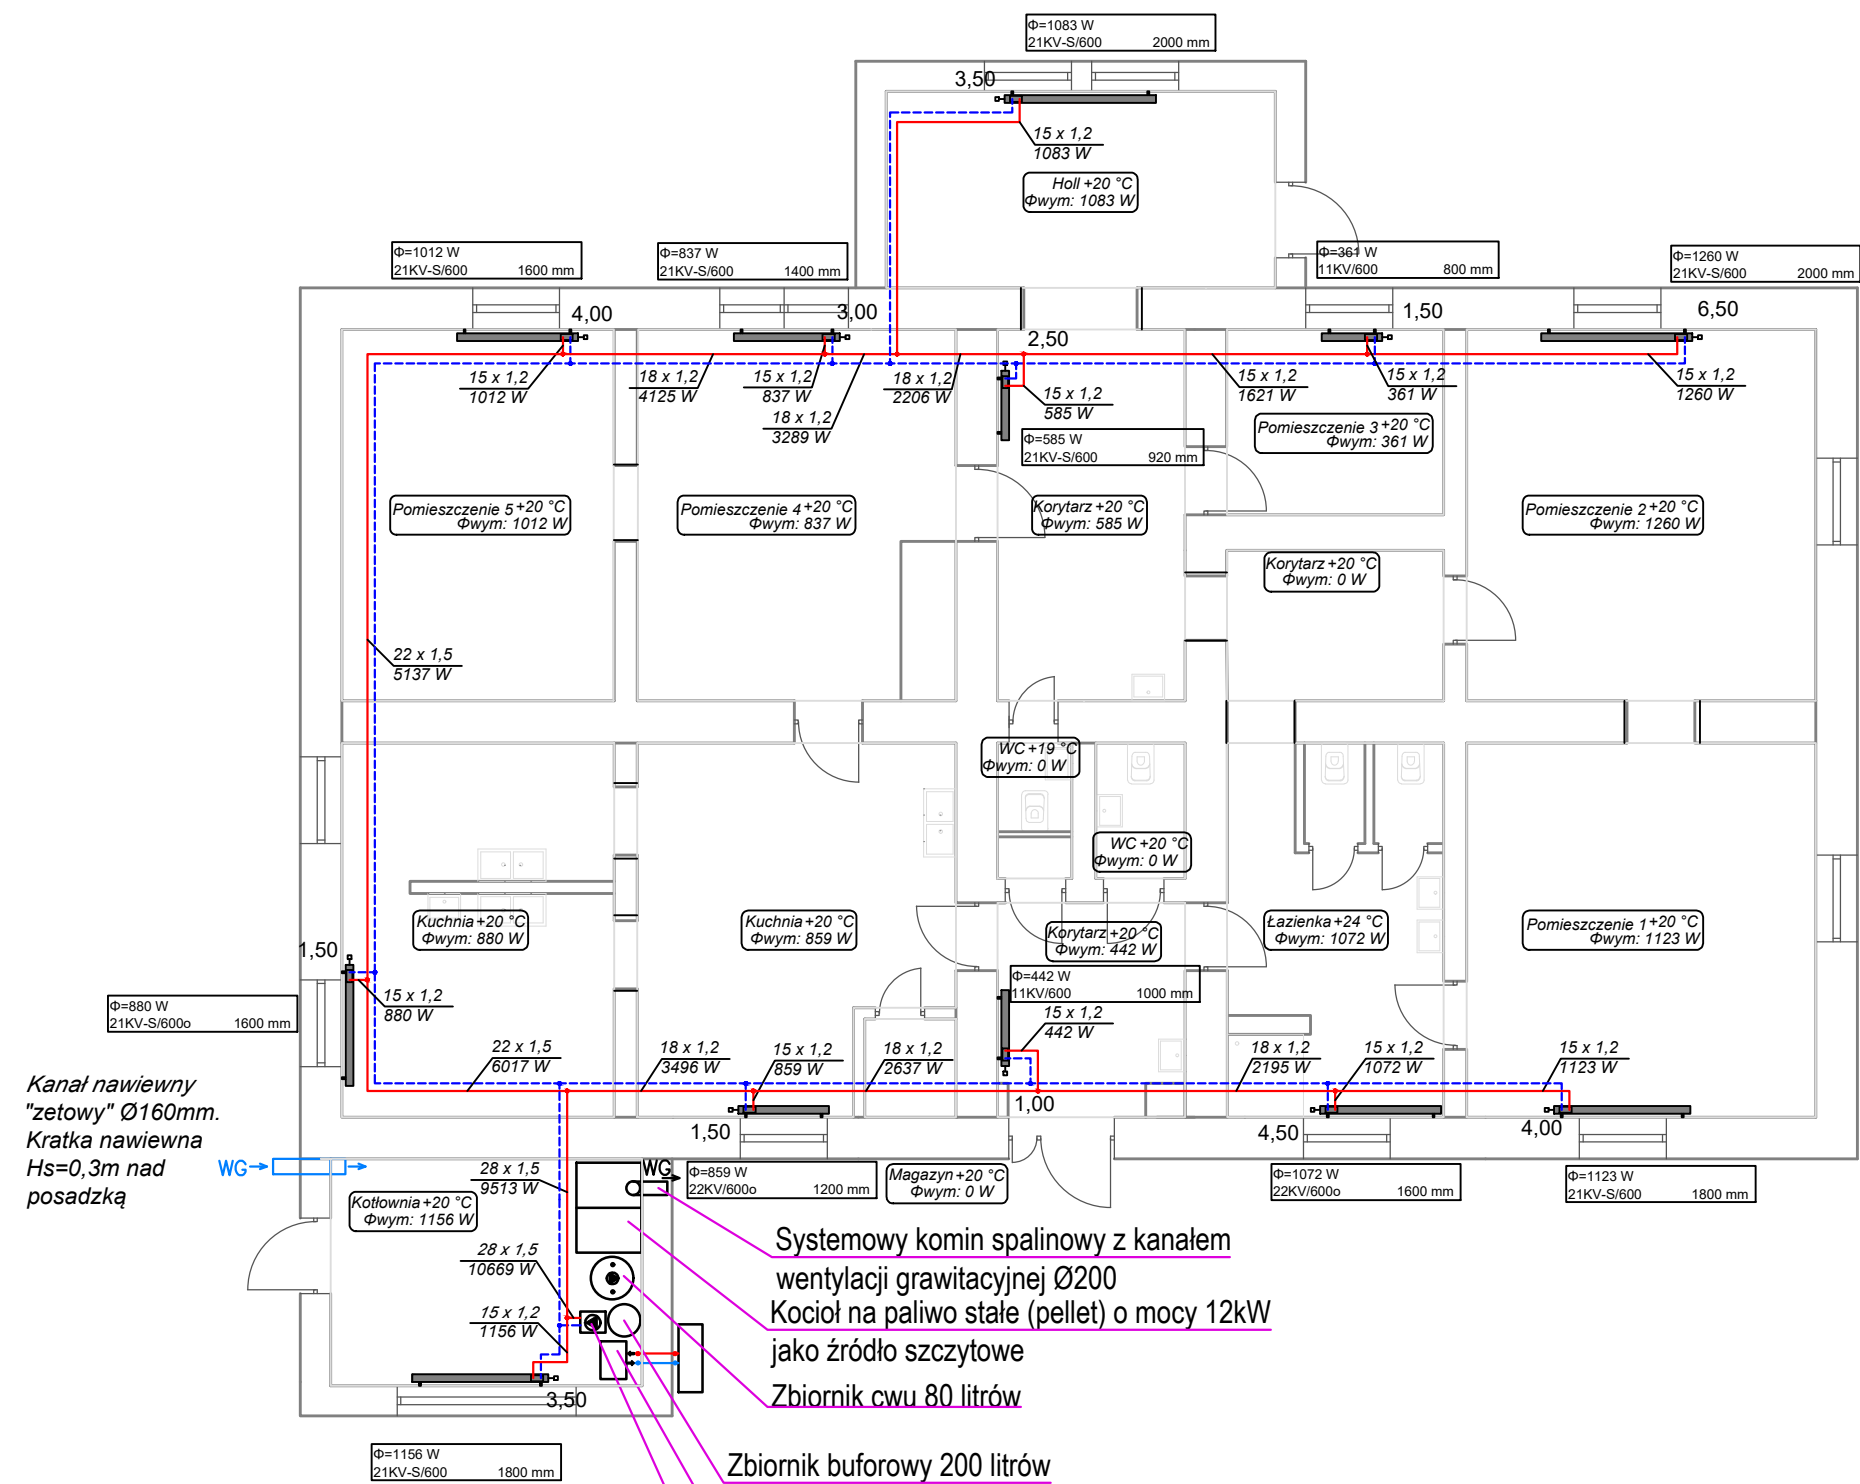 Φ=1083 W
21KV-S/600 2000 mm
3,50
15 x 1,2
1083 W
Holl +20 °C
Φwym: 1083 W
Φ=1012 W
21KV-S/600 1600 mm
Φ=837 W
21KV-S/600 1400 mm
Φ=361 W
11KV/600 800 mm
Φ=1260 W
21KV-S/600 2000 mm
4,00
3,00
2,50
1,50
6,50
15 x 1,2
1012 W
18 x 1,2
4125 W
15 x 1,2
837 W
18 x 1,2
3289 W
18 x 1,2
2206 W
15 x 1,2
585 W
15 x 1,2
1621 W
15 x 1,2
361 W
15 x 1,2
1260 W
Φ=585 W
21KV-S/600 920 mm
Pomieszczenie 3 +20 °C
Φwym: 361 W
Pomieszczenie 5 +20 °C
Φwym: 1012 W
Pomieszczenie 4 +20 °C
Φwym: 837 W
Korytarz +20 °C
Φwym: 585 W
Pomieszczenie 2 +20 °C
Φwym: 1260 W
Korytarz +20 °C
Φwym: 0 W
22 x 1,5
5137 W
WC +19 °C
Φwym: 0 W
WC +20 °C
Φwym: 0 W
Kuchnia +20 °C
Φwym: 880 W
Kuchnia +20 °C
Φwym: 859 W
Korytarz +20 °C
Φwym: 442 W
Łazienka +24 °C
Φwym: 1072 W
Pomieszczenie 1 +20 °C
Φwym: 1123 W
1,50
Φ=880 W
21KV-S/600o 1600 mm
15 x 1,2
880 W
Φ=442 W
11KV/600 1000 mm
15 x 1,2
442 W
22 x 1,5
6017 W
18 x 1,2
3496 W
15 x 1,2
859 W
18 x 1,2
2637 W
18 x 1,2
2195 W
15 x 1,2
1072 W
15 x 1,2
1123 W
1,00
1,50
4,50
4,00
Kanał nawiewny
"zetowy" Ø160mm.
Kratka nawiewna
Hs=0,3m nad
posadzką
WG
WG
28 x 1,5
9513 W
Φ=859 W
22KV/600o 1200 mm
Magazyn +20 °C
Φwym: 0 W
Φ=1072 W
22KV/600o 1600 mm
Φ=1123 W
21KV-S/600 1800 mm
Kotłownia +20 °C
Φwym: 1156 W
28 x 1,5
10669 W
15 x 1,2
1156 W
Systemowy komin spalinowy z kanałem
wentylacji grawitacyjnej Ø200
Kocioł na paliwo stałe (pellet) o mocy 12kW
jako źródło szczytowe
Zbiornik cwu 80 litrów
3,50
Φ=1156 W
21KV-S/600 1800 mm
Zbiornik buforowy 200 litrów